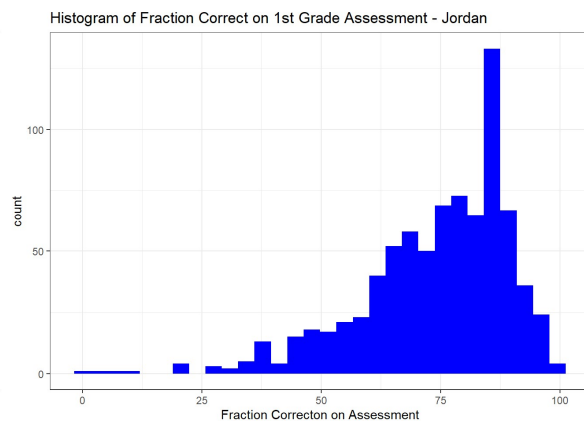 Histogram of Fraction Correct on 1st Grade Assessment - Jordan
count
100
50
0
0 25 50 75 100
Fraction Correcton on Assessment